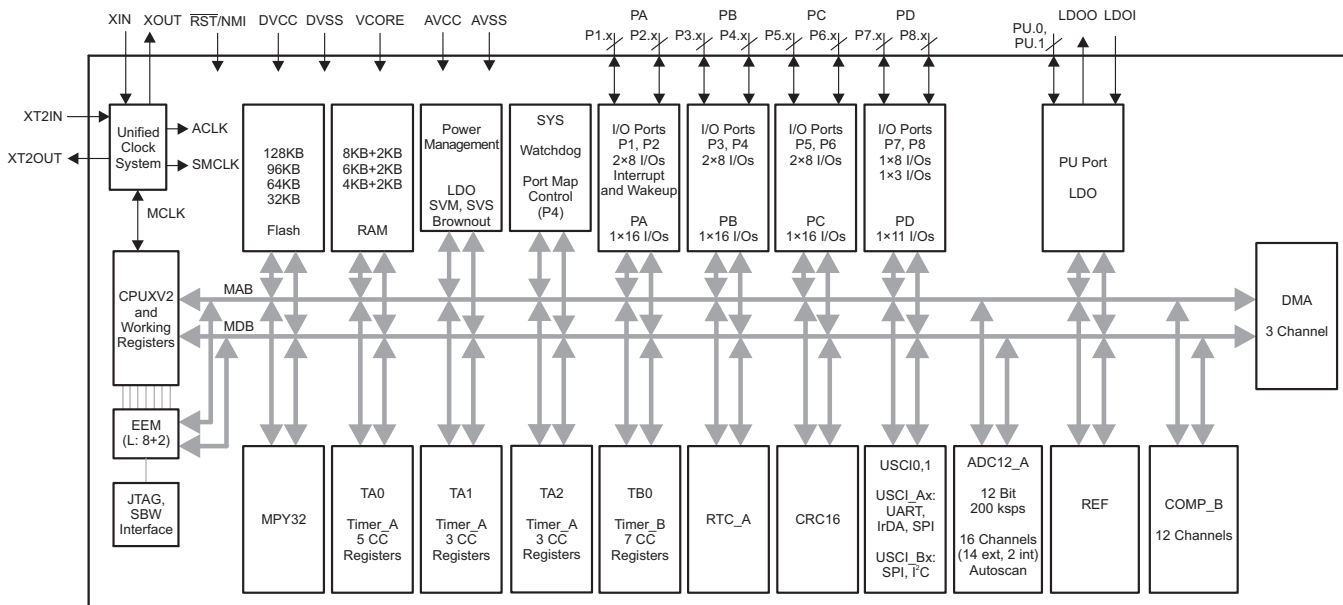 XIN
XOUT
RST/NMI
DVCC
DVSS
VCORE
AVCC
AVSS
PA
P1.x
P2.x
PB
P3.x
P4.x
PC
P5.x
P6.x
PD
P7.x
P8.x
PU.0,
PU.1
LDOO
LDOI
XT2IN
XT2OUT
Unified
Clock
System
ACLK
SMCLK
MCLK
128KB
96KB
64KB
32KB
Flash
8KB+2KB
6KB+2KB
4KB+2KB
RAM
Power
Management
LDO
SVM, SVS
Brownout
SYS
Watchdog
Port Map
Control
(P4)
I/O Ports
P1, P2
2×8 I/Os
Interrupt
and Wakeup
PA
1×16 I/Os
I/O Ports
P3, P4
2×8 I/Os
PB
1×16 I/Os
I/O Ports
P5, P6
2×8 I/Os
PC
1×16 I/Os
I/O Ports
P7, P8
1×8 I/Os
1×3 I/Os
PD
1×11 I/Os
PU Port
LDO
CPUXV2
and
Working
Registers
MAB
MDB
DMA
3 Channel
EEM
(L: 8+2)
JTAG,
SBW
Interface
MPY32
TA0
Timer_A
5 CC
Registers
TA1
Timer_A
3 CC
Registers
TA2
Timer_A
3 CC
Registers
TB0
Timer_B
7 CC
Registers
RTC_A
CRC16
USCI0,1
USCI_Ax:
UART,
IrDA, SPI
USCI_Bx:
SPI, I²C
ADC12_A
12 Bit
200 ksps
16 Channels
(14 ext, 2 int)
Autoscan
REF
COMP_B
12 Channels